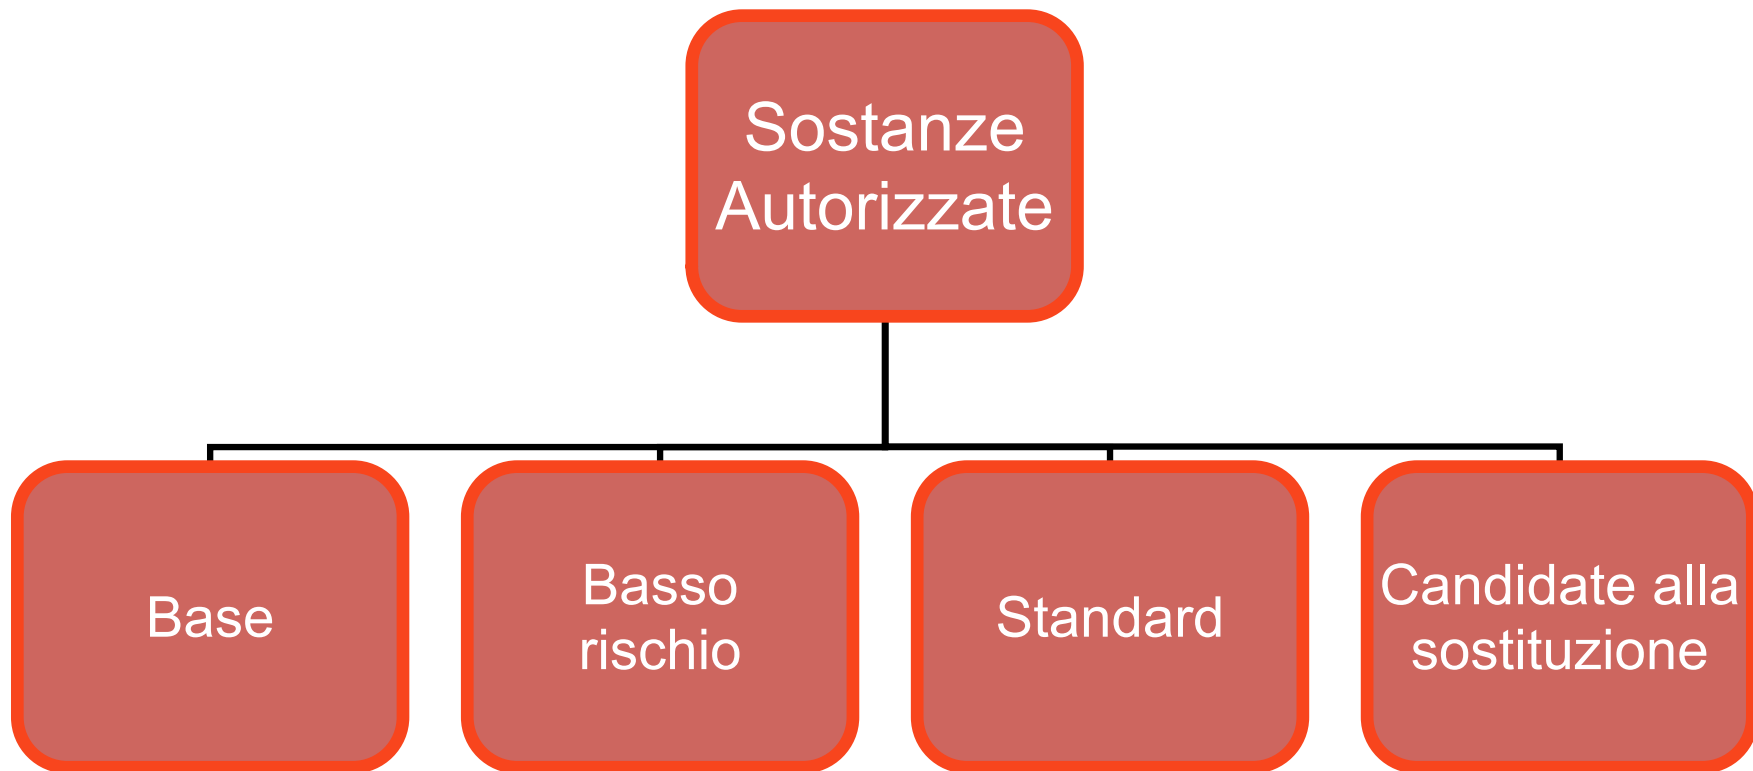 Sostanze
Autorizzate
Base
Basso
rischio
Standard
Candidate alla
sostituzione